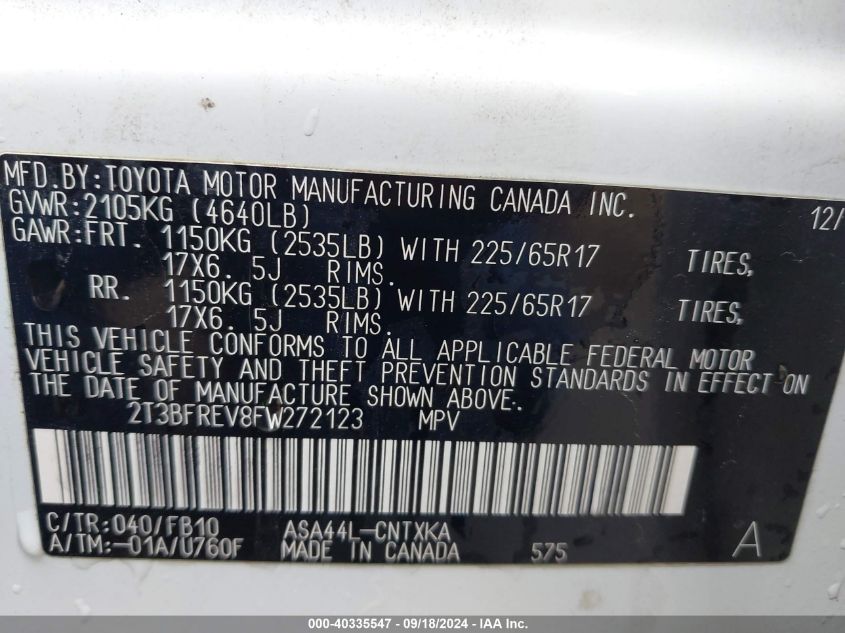 MFD.BY:TOYOTA MOTOR MANUFACTURING CANADA INC. 12/
GVWR:2105KG (4640LB)
GAWR:FRT. 1150KG (2535LB) WITH 225/65R17 TIRES,
17X6. 5J RIMS.
RR. 1150KG (2535LB) WITH 225/65R17 TIRES,
17X6. 5J RIMS.
THIS VEHICLE CONFORMS TO ALL APPLICABLE FEDERAL MOTOR
VEHICLE SAFETY AND THEFT PREVENTION STANDARDS IN EFFECT ON
THE DATE OF MANUFACTURE SHOWN ABOVE.
2T3BFREV8FW272123 MPV
C/TR:040/FB10 ASA44L-CNTXKA
A/TM:-01A/U760F MADE IN CANADA 575 A
000-40335547 - 09/18/2024 - IAA Inc.